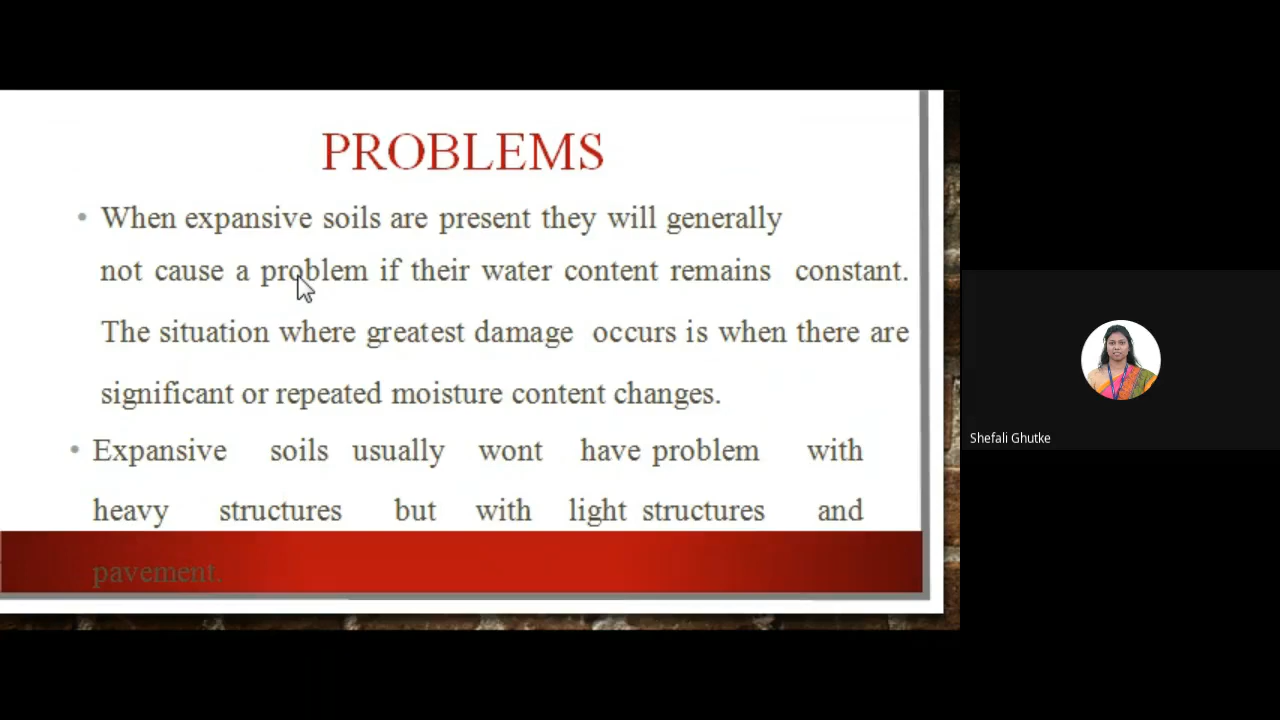 PROBLEMS
• When expansive soils are present they will generally
not cause a problem if their water content remains constant.
The situation where greatest damage occurs is when there are
significant or repeated moisture content changes.
• Expansive soils usually wont have problem with
heavy structures but with light structures and
pavement.
Shefali Ghutke